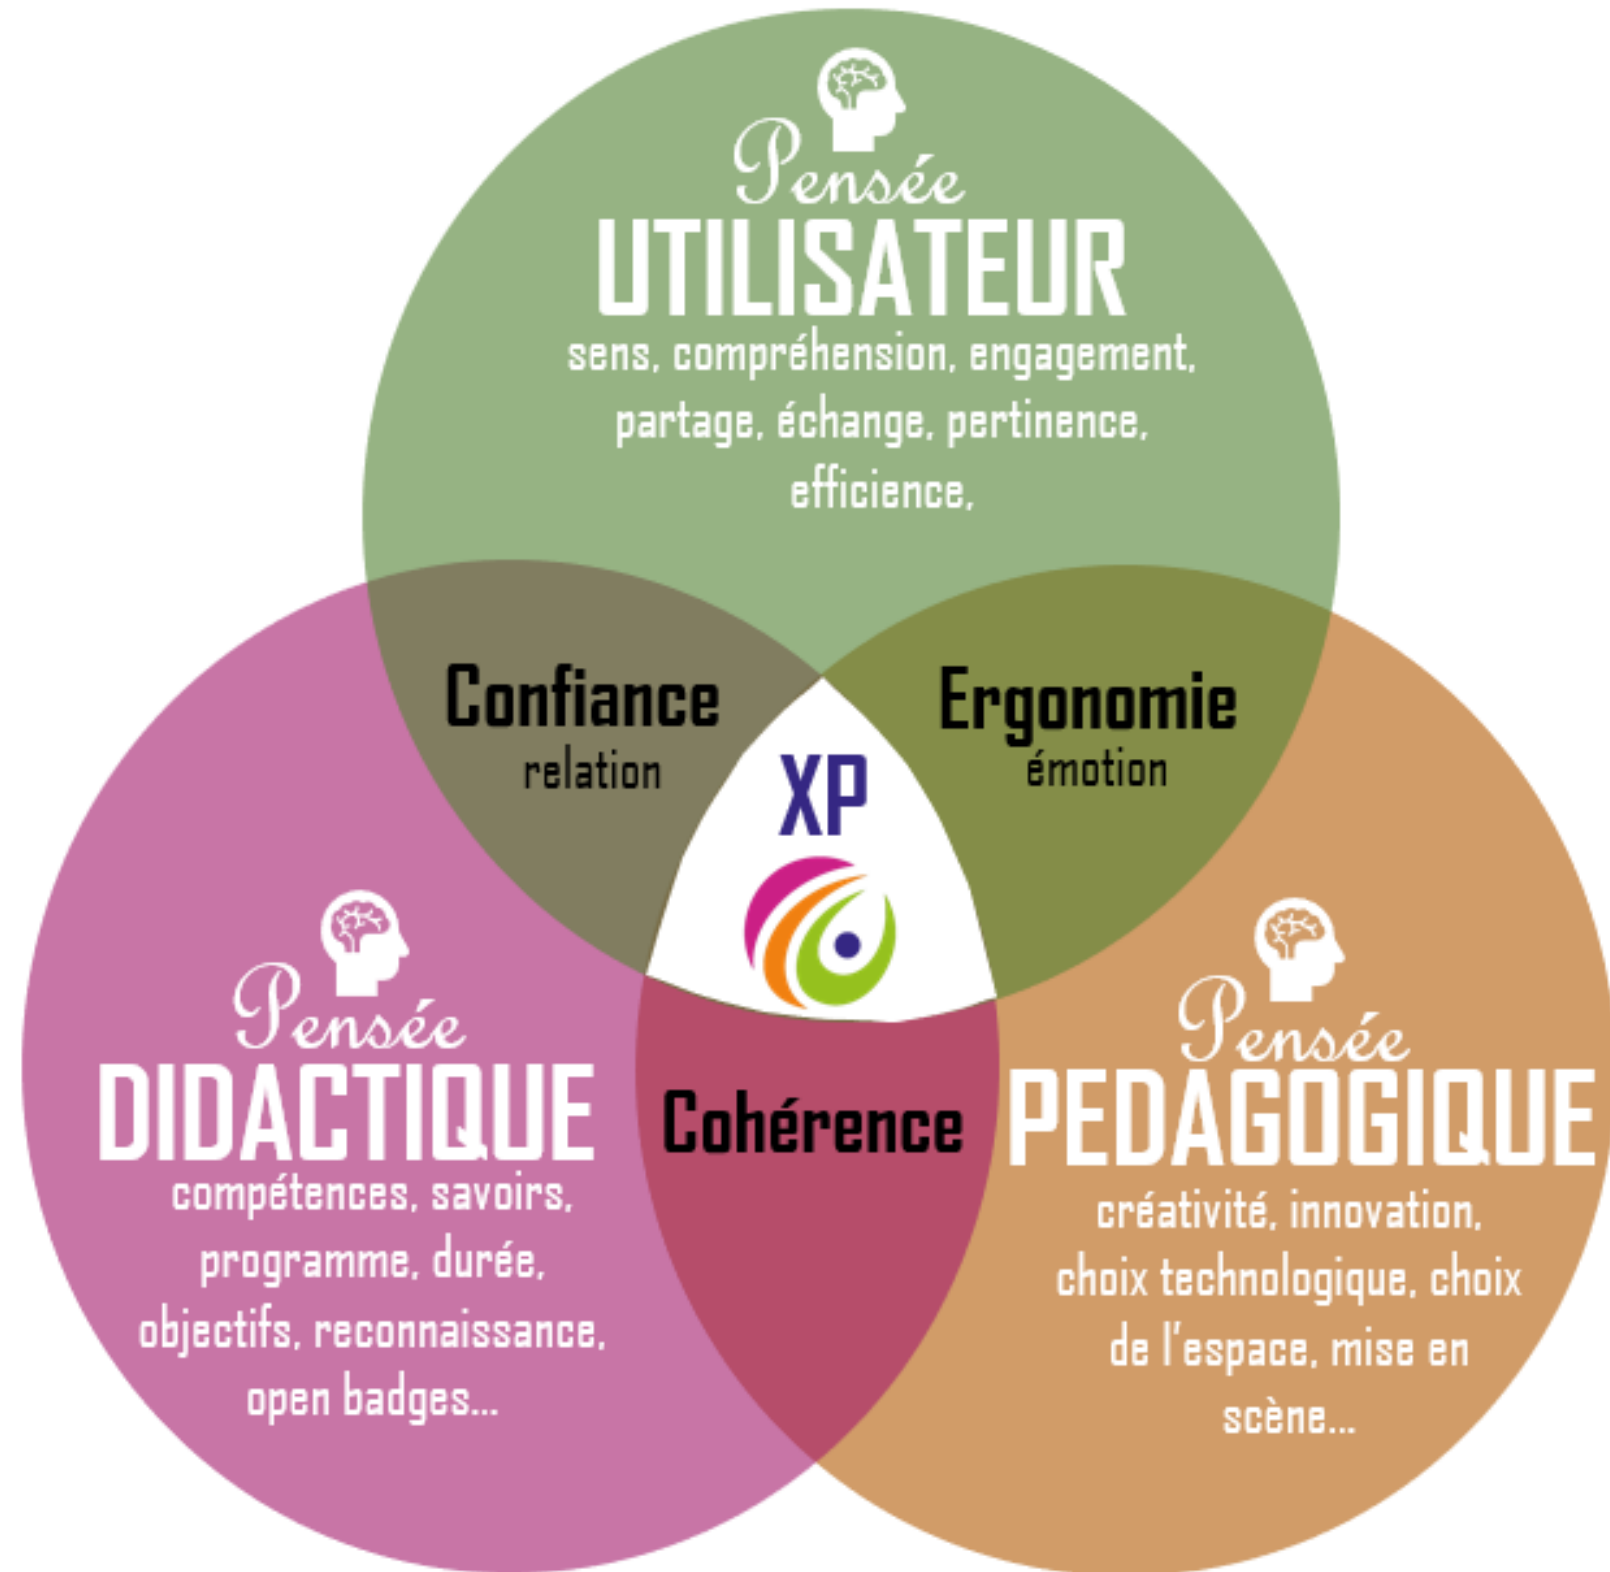 Pensée
UTILISATEUR
sens, compréhension, engagement,
partage, échange, pertinence,
efficience,
Confiance
relation
Ergonomie
émotion
XP
Pensée
DIDACTIQUE
compétences, savoirs,
programme, durée,
objectifs, reconnaissance,
open badges...
Cohérence
Pensée
PEDAGOGIQUE
créativité, innovation,
choix technologique, choix
de l'espace, mise en
scène...